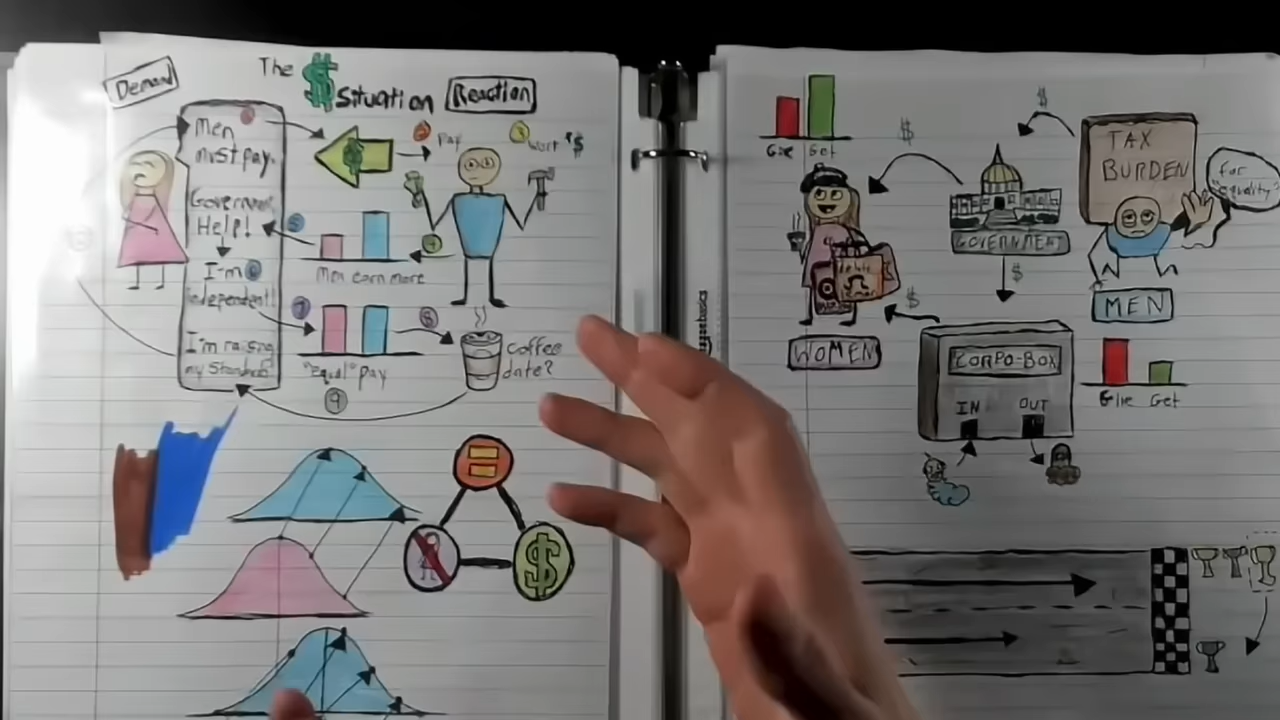 Demand
The $ Situation
Reaction
Men
must pay.
Government
Help!
I'm
independent!
I'm raising
my Standards
Pay
Men earn more
"Equal" pay
9
Coffee
date?
$
Give Get
$
$
TAX
BURDEN
for
"equality"
GOVERNMENT
$
MEN
$
WOMEN
CORPO-BOX
IN OUT
Give Get
=
$